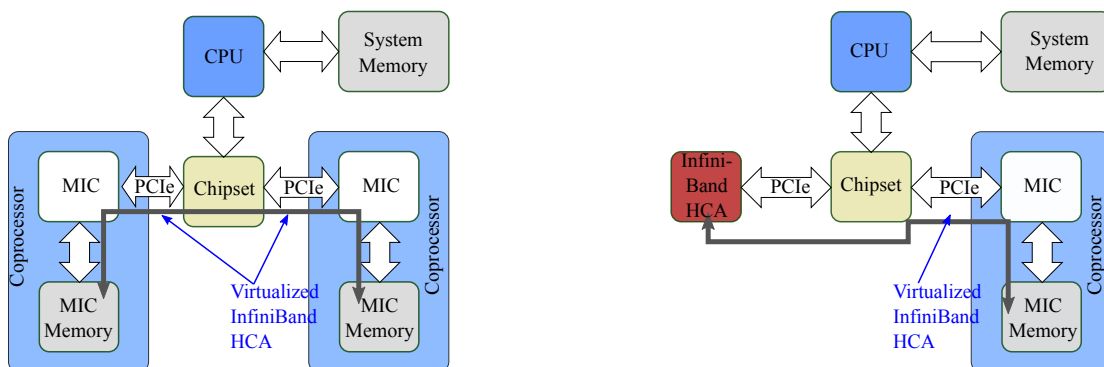 CPU
System
Memory
Coprocessor
MIC
PCIe
Chipset
PCIe
MIC
Coprocessor
MIC
Memory
Virtualized
InfiniBand
HCA
MIC
Memory
CPU
System
Memory
Infini-
Band
HCA
PCIe
Chipset
PCIe
MIC
Coprocessor
Virtualized
InfiniBand
HCA
MIC
Memory